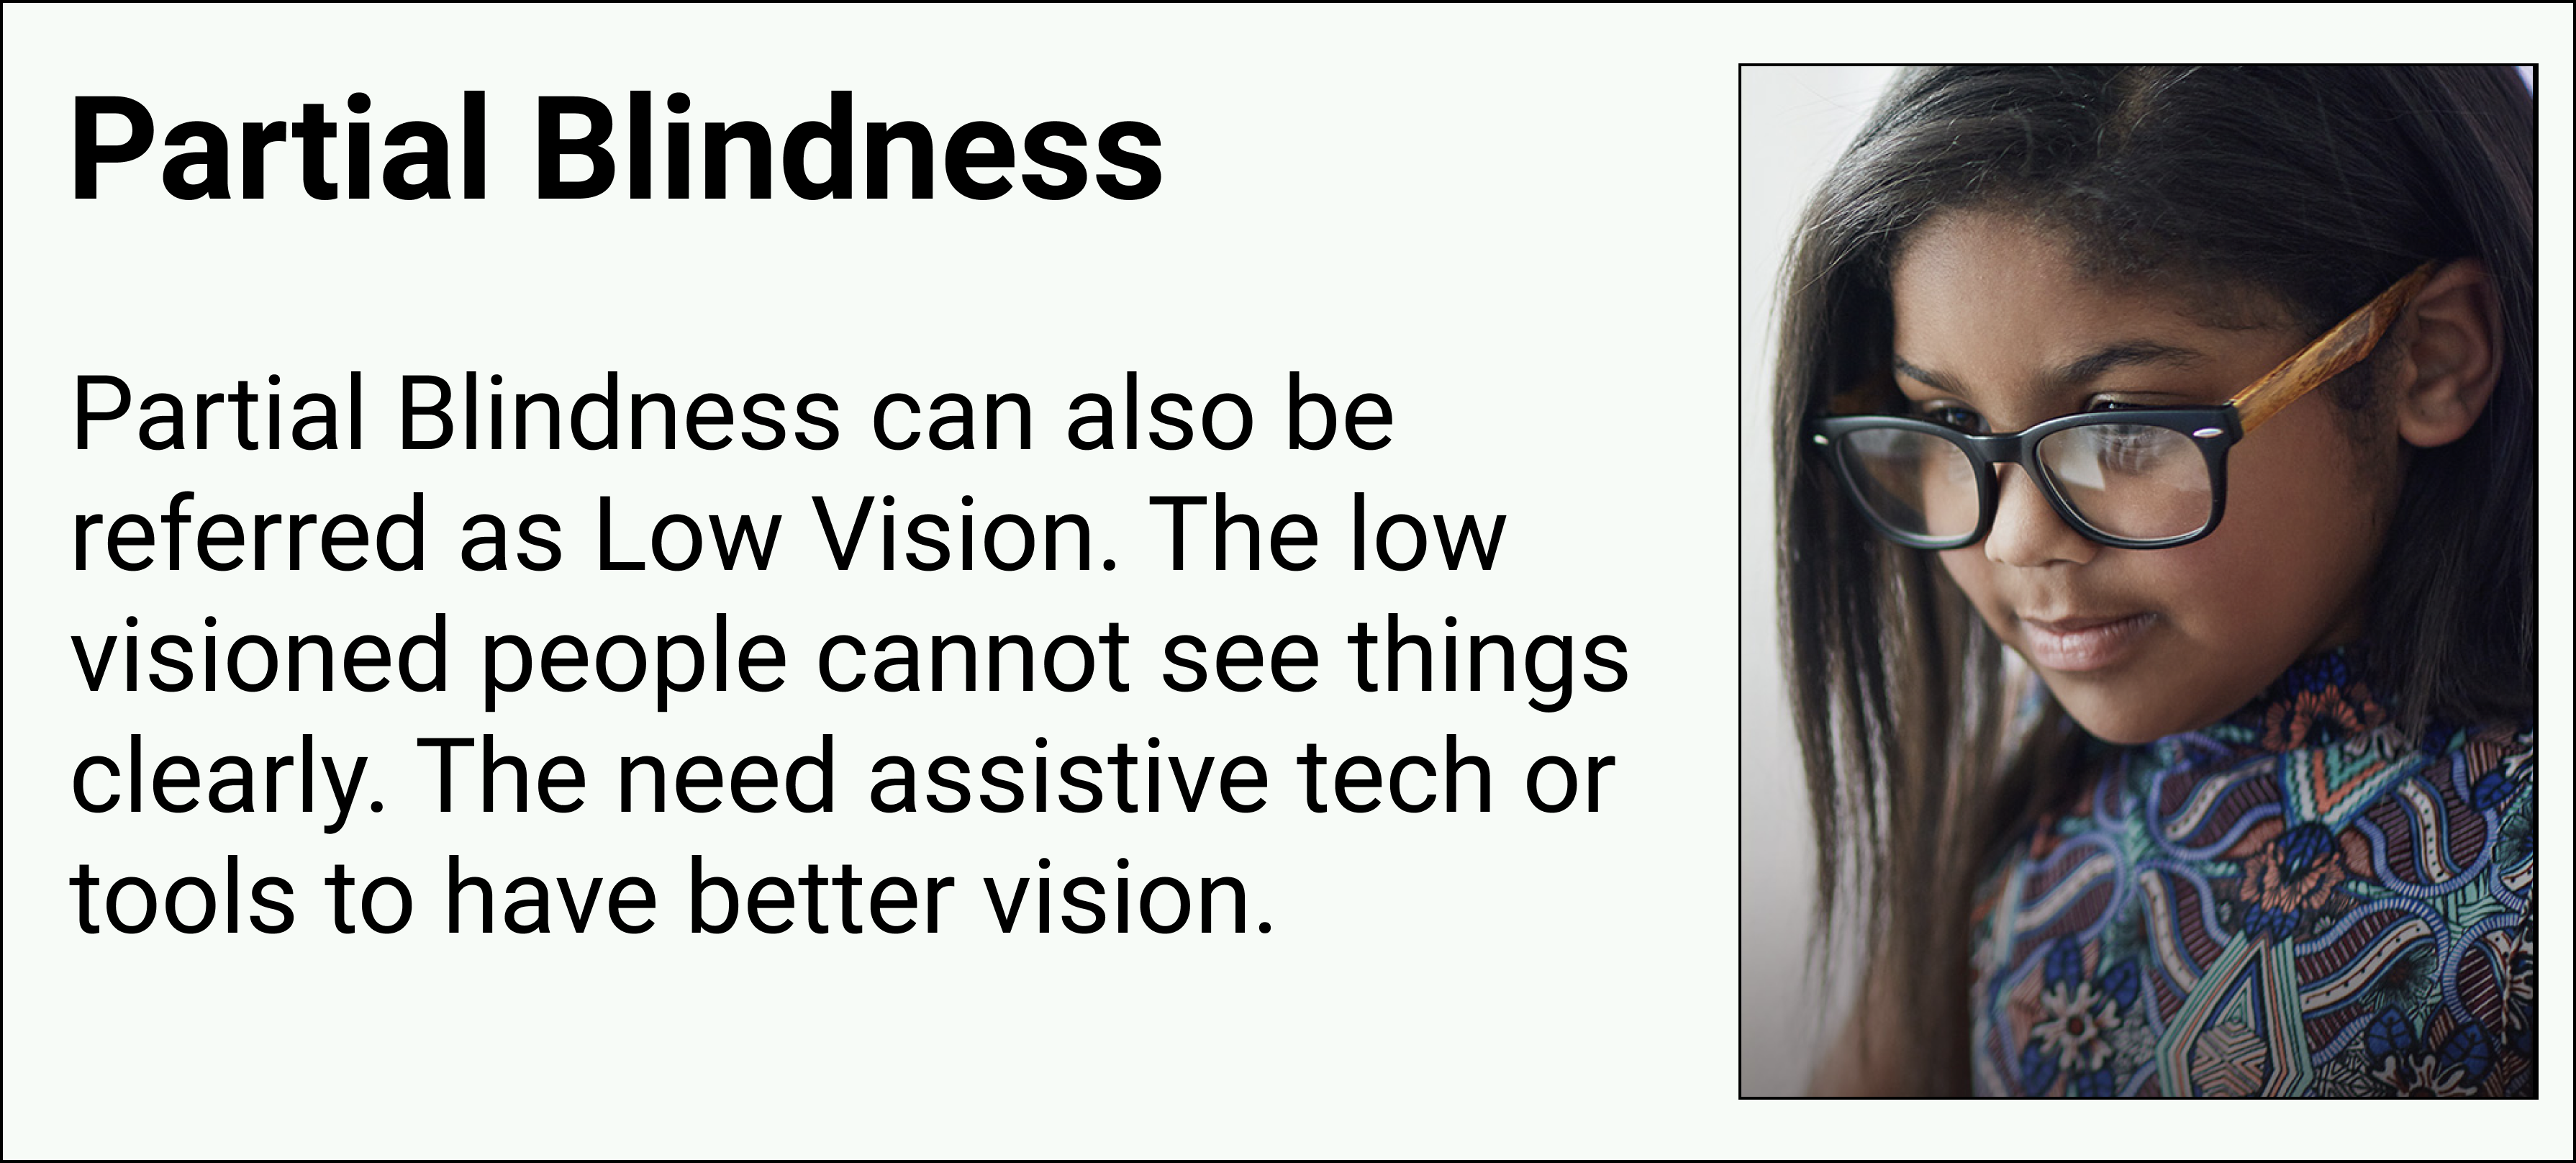 Partial Blindness
Partial Blindness can also be
referred as Low Vision. The low
visioned people cannot see things
clearly. The need assistive tech or
tools to have better vision.